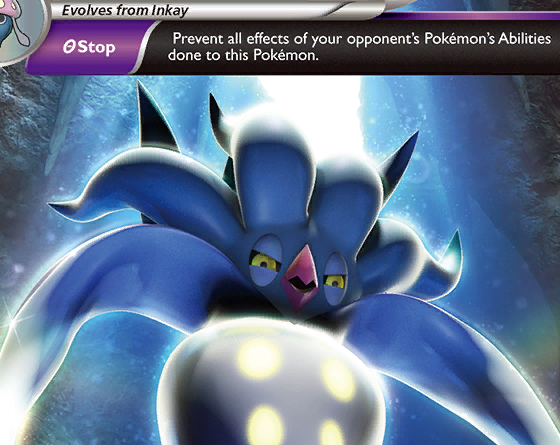 Evolves from Inkay
θ Stop
Prevent all effects of your opponent's Pokémon's Abilities
done to this Pokémon.